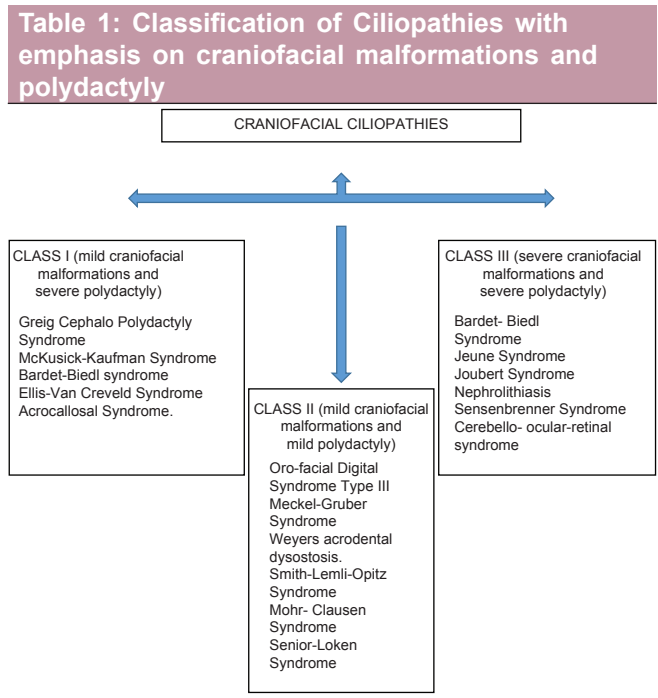 Table 1: Classification of Ciliopathies with
emphasis on craniofacial malformations and
polydactyly
CRANIOFACIAL CILIOPATHIES
CLASS I (mild craniofacial
malformations and
severe polydactyly)
Greig Cephalo Polydactyly
Syndrome
McKusick-Kaufman Syndrome
Bardet-Biedl syndrome
Ellis-Van Creveld Syndrome
Acrocallosal Syndrome.
CLASS II (mild craniofacial
malformations and
mild polydactyly)
Oro-facial Digital
Syndrome Type III
Meckel-Gruber
Syndrome
Weyers acrodental
dysostosis.
Smith-Lemli-Opitz
Syndrome
Mohr- Clausen
Syndrome
Senior-Loken
Syndrome
CLASS III (severe craniofacial
malformations and
severe polydactyly)
Bardet- Biedl
Syndrome
Jeune Syndrome
Joubert Syndrome
Nephrolithiasis
Sensenbrenner Syndrome
Cerebello- ocular-retinal
syndrome